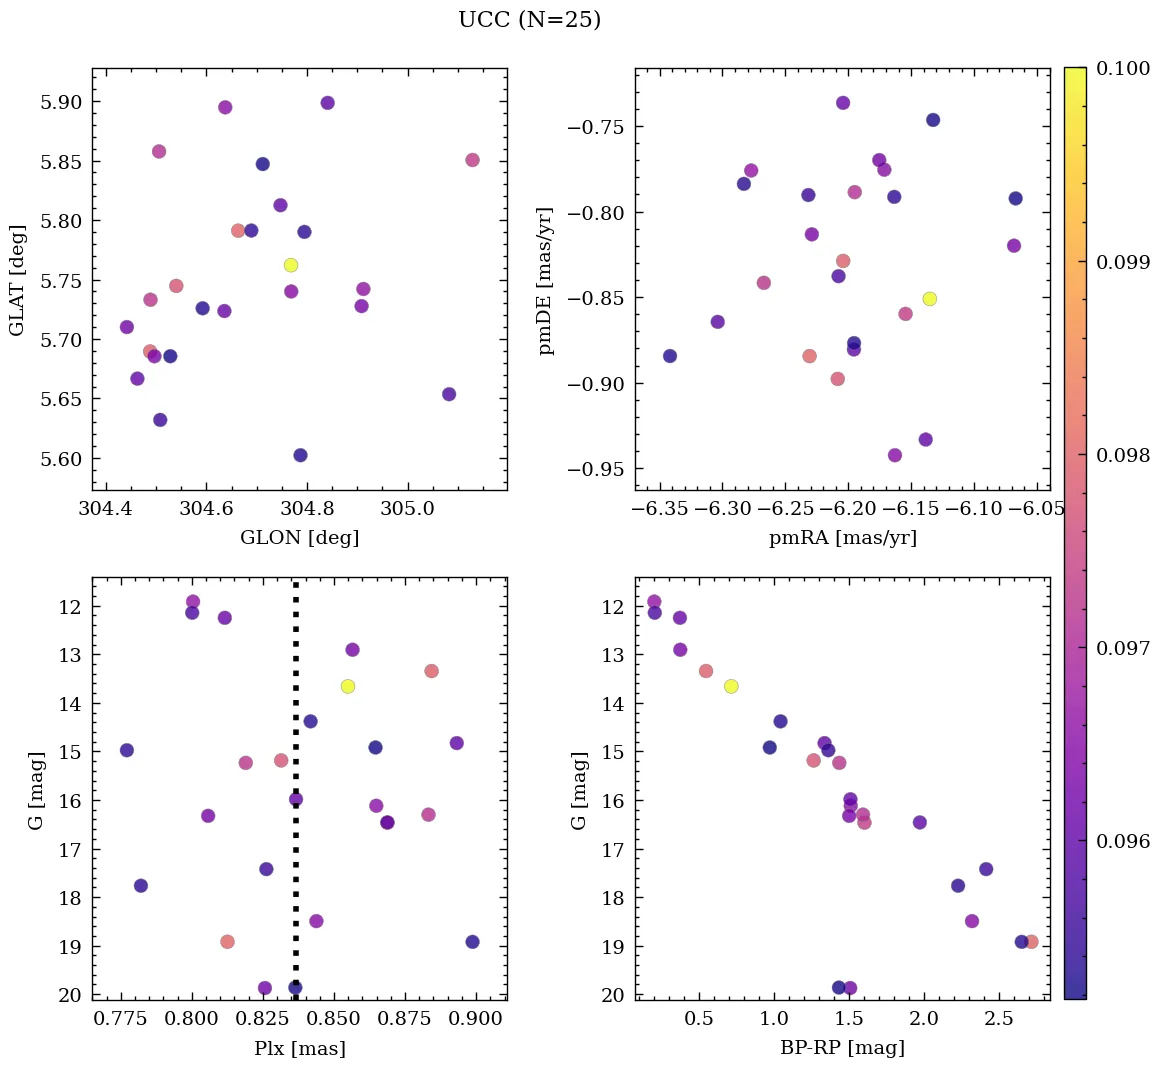 UCC (N=25)
5.90
5.85
5.80
5.75
5.70
5.65
5.60
GLAT [deg]
304.4 304.6 304.8 305.0
GLON [deg]
−0.75
−0.80
−0.85
−0.90
−0.95
pmDE [mas/yr]
−6.35 −6.30 −6.25 −6.20 −6.15 −6.10 −6.05
pmRA [mas/yr]
0.100
0.099
0.098
0.097
0.096
12
13
14
15
16
17
18
19
20
G [mag]
0.775 0.800 0.825 0.850 0.875 0.900
Plx [mas]
12
13
14
15
16
17
18
19
20
G [mag]
0.5 1.0 1.5 2.0 2.5
BP-RP [mag]